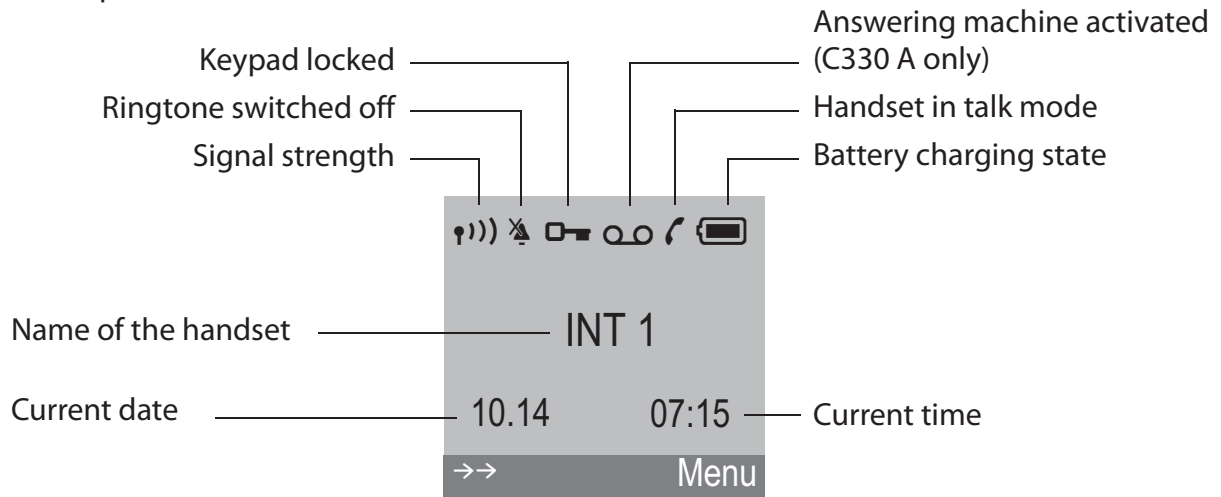 Answering machine activated
(C330 A only)
Keypad locked
Ringtone switched off
Handset in talk mode
Signal strength
Battery charging state
Name of the handset
INT 1
Current date
10.14
07:15
Current time
→→
Menu